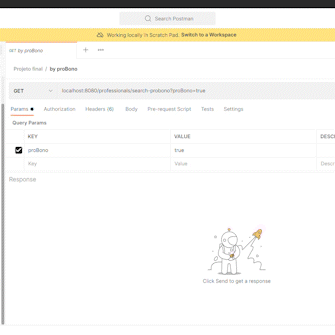 Search Postman
Working locally in Scratch Pad. Switch to a Workspace
GET by proBono
Projeto final / by proBono
GET localhost:8080/professionals/search-probono?proBono=true
Params Authorization Headers (6) Body Pre-request Script Tests Settings
Query Params
KEY VALUE DESCR
proBono true
Key Value Descr
Response
Click Send to get a response